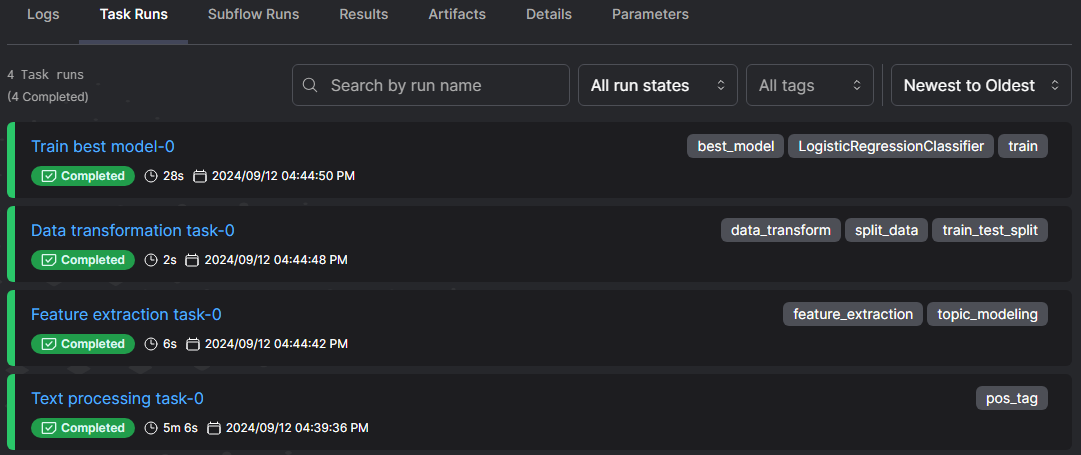 Logs Task Runs Subflow Runs Results Artifacts Details Parameters
4 Task runs
(4 Completed)
Search by run name All run states All tags Newest to Oldest
Train best model-0 best_model LogisticRegressionClassifier train
Completed 28s 2024/09/12 04:44:50 PM
Data transformation task-0 data_transform split_data train_test_split
Completed 2s 2024/09/12 04:44:48 PM
Feature extraction task-0 feature_extraction topic_modeling
Completed 6s 2024/09/12 04:44:42 PM
Text processing task-0 pos_tag
Completed 5m 6s 2024/09/12 04:39:36 PM